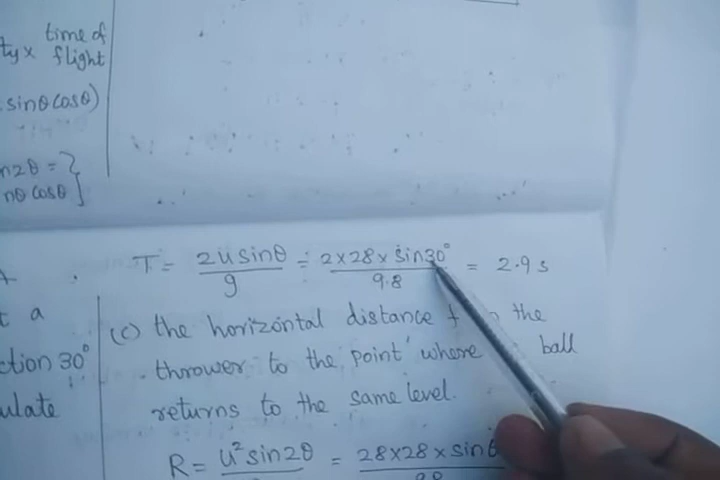 time of
ty x flight
sinθ cosθ)
n2θ =
nθ cosθ
T = 2u sinθ / g = 2×28× sin30° / 9.8 = 2.9 s
t a
ction 30°
ulate
(c) the horizontal distance the
thrower to the point where ball
returns to the same level.
R = u² sin2θ = 28×28× sin6